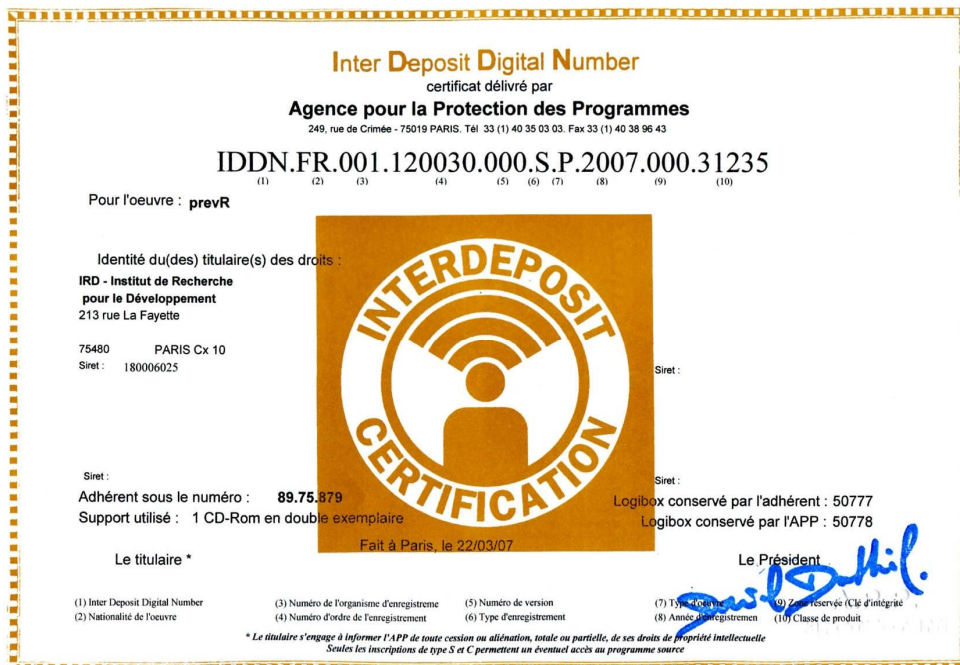 Inter Deposit Digital Number
certificat délivré par
Agence pour la Protection des Programmes
249, rue de Crimée - 75019 PARIS. Tél 33 (1) 40 35 03 03. Fax 33 (1) 40 38 96 43
IDDN.FR.001.120030.000.S.P.2007.000.31235
(1) (2) (3) (4) (5) (6) (7) (8) (9) (10)
Pour l'oeuvre : prevR
Identité du(des) titulaire(s) des droits :
IRD - Institut de Recherche
pour le Développement
213 rue La Fayette
75480 PARIS Cx 10
Siret : 180006025
Siret :
INTERDEPOSIT
CERTIFICATION
Siret :
Siret :
Adhérent sous le numéro : 89.75.879
Logibox conservé par l'adhérent : 50777
Support utilisé : 1 CD-Rom en double exemplaire
Logibox conservé par l'APP : 50778
Fait à Paris, le 22/03/07
Le titulaire *
Le Président
(1) Inter Deposit Digital Number
(2) Nationalité de l'oeuvre
(3) Numéro de l'organisme d'enregistreme
(4) Numéro d'ordre de l'enregistrement
(5) Numéro de version
(6) Type d'enregistrement
(7) Type d'oeuvre
(8) Année d'enregistremen
(9) Zone réservée (Clé d'intégrité
(10) Classe de produit
* Le titulaire s'engage à informer l'APP de toute cession ou aliénation, totale ou partielle, de ses droits de propriété intellectuelle
Seules les inscriptions de type S et C permettent un éventuel accès au programme source